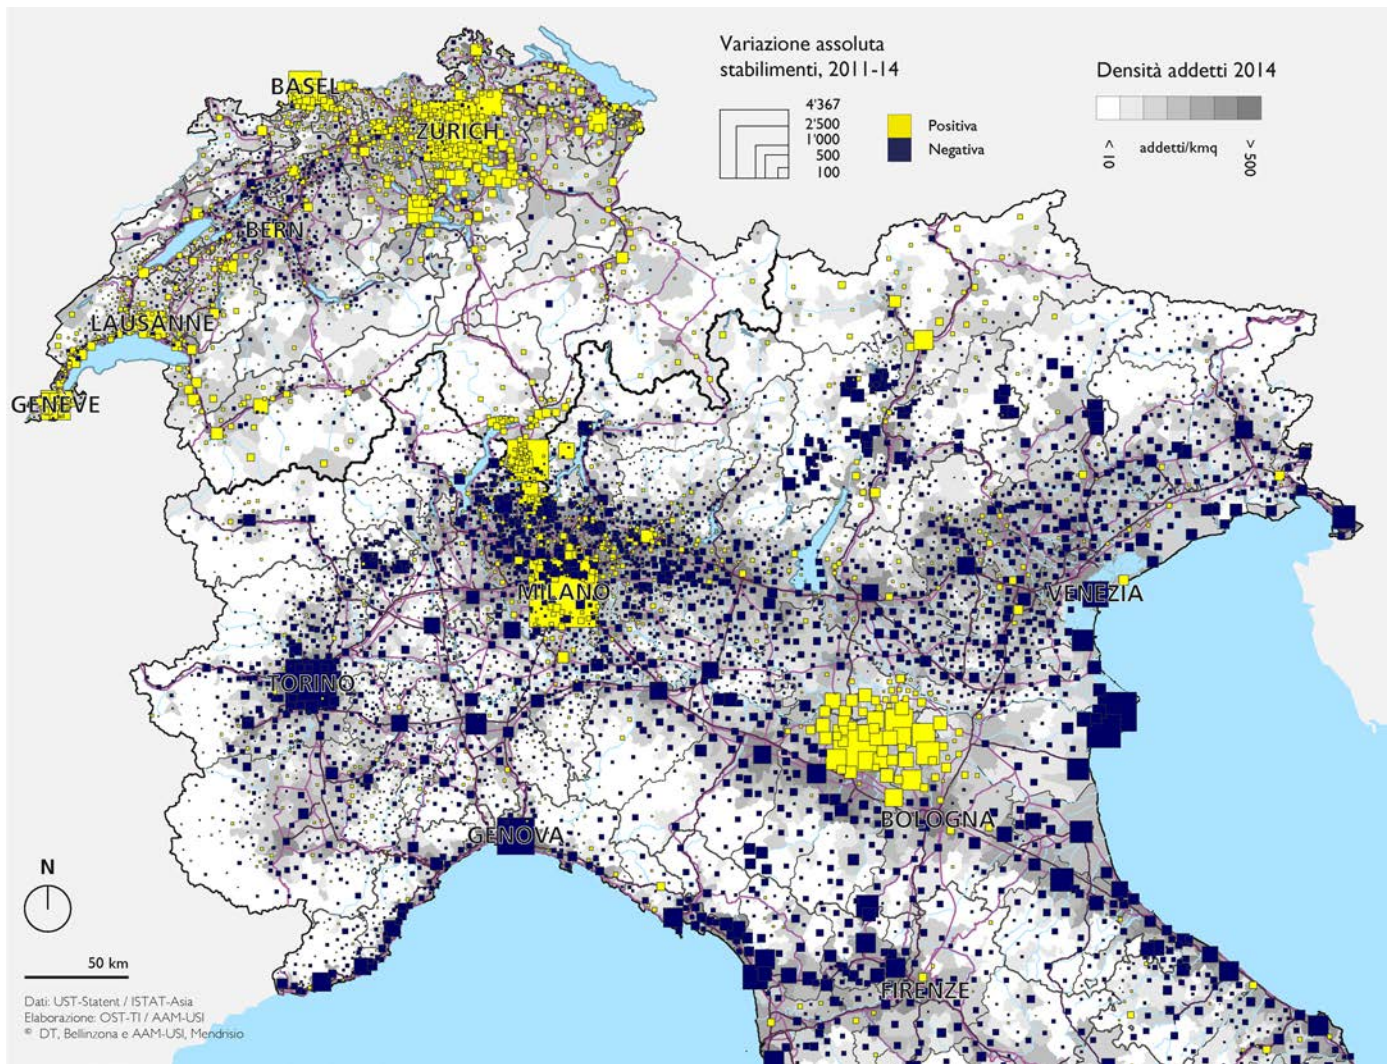 Variazione assoluta
stabilimenti, 2011-14
4'367
2'500
1'000
500
100
Positiva
Negativa
Densità addetti 2014
< 10
addetti/kmq
> 500
BASEL
ZURICH
BERN
LAUSANNE
GENEVE
MILANO
VENEZIA
TORINO
BOLOGNA
GENOVA
FIRENZE
N
50 km
Dati: UST-Statent / ISTAT-Asia
Elaborazione: OST-TI / AAM-USI
© DT, Bellinzona e AAM-USI, Mendrisio